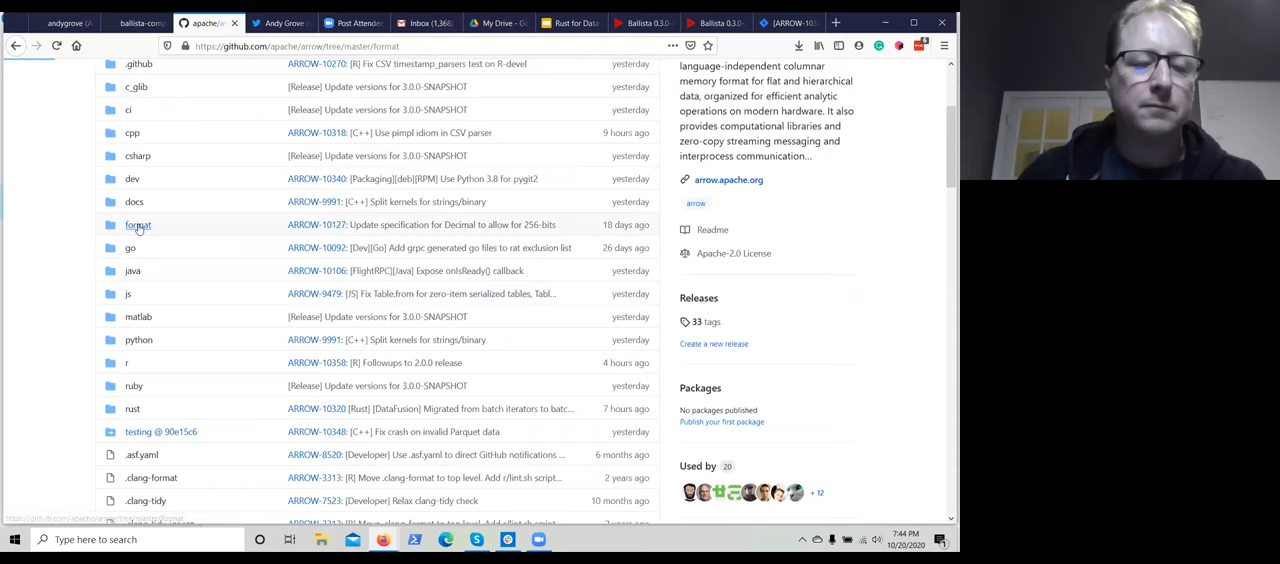 andygrove (
ballista-comp
apache/ar
Andy Grove (
Post Attende
Inbox (1,368)
My Drive - Go
Rust for Data
Ballista 0.3.0-
Ballista 0.3.0-
[ARROW-103
https://github.com/apache/arrow/tree/master/format
.github ARROW-10270: [R] Fix CSV timestamp_parsers test on R-devel yesterday
c_glib [Release] Update versions for 3.0.0-SNAPSHOT yesterday
ci [Release] Update versions for 3.0.0-SNAPSHOT yesterday
cpp ARROW-10318: [C++] Use pimpl idiom in CSV parser 9 hours ago
csharp [Release] Update versions for 3.0.0-SNAPSHOT yesterday
dev ARROW-10340: [Packaging][deb][RPM] Use Python 3.8 for pygit2 yesterday
docs ARROW-9991: [C++] Split kernels for strings/binary yesterday
format ARROW-10127: Update specification for Decimal to allow for 256-bits 18 days ago
go ARROW-10092: [Dev][Go] Add grpc generated go files to rat exclusion list 26 days ago
java ARROW-10106: [FlightRPC][Java] Expose onIsReady() callback yesterday
js ARROW-9479: [JS] Fix Table.from for zero-item serialized tables, Tabl... yesterday
matlab [Release] Update versions for 3.0.0-SNAPSHOT yesterday
python ARROW-9991: [C++] Split kernels for strings/binary yesterday
r ARROW-10358: [R] Followups to 2.0.0 release 4 hours ago
ruby [Release] Update versions for 3.0.0-SNAPSHOT yesterday
rust ARROW-10320 [Rust] [DataFusion] Migrated from batch iterators to batc... 7 hours ago
testing @ 90e15c6 ARROW-10348: [C++] Fix crash on invalid Parquet data yesterday
.asf.yaml ARROW-8520: [Developer] Use .asf.yaml to direct GitHub notifications ... 6 months ago
.clang-format ARROW-3313: [R] Move .clang-format to top level. Add r/lint.sh script... 2 years ago
.clang-tidy ARROW-7523: [Developer] Relax clang-tidy check 10 months ago
language-independent columnar
memory format for flat and hierarchical
data, organized for efficient analytic
operations on modern hardware. It also
provides computational libraries and
zero-copy streaming messaging and
interprocess communication...
arrow.apache.org
arrow
Readme
Apache-2.0 License
Releases
33 tags
Create a new release
Packages
No packages published
Publish your first package
Used by 20
+ 12
https://github.com/apache/arrow/tree/master/format
Type here to search
7:44 PM
10/20/2020